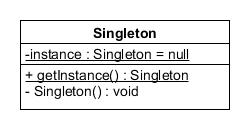 Singleton
-instance : Singleton = null
+ getInstance() : Singleton
- Singleton() : void